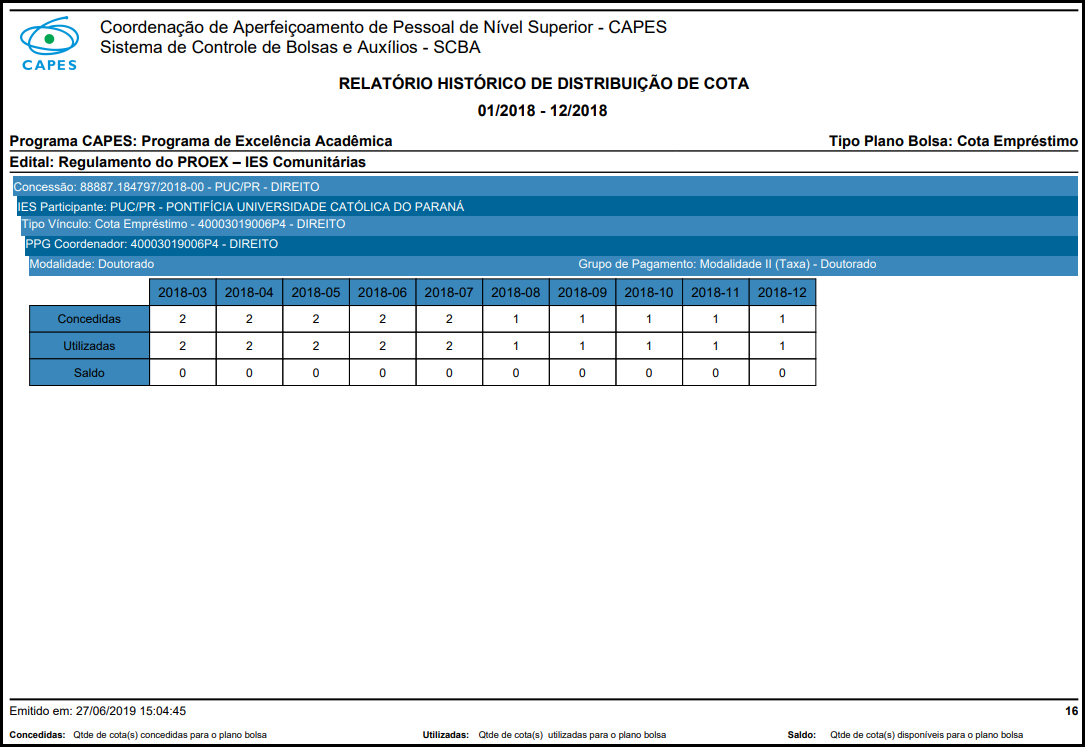 CAPES
Coordenação de Aperfeiçoamento de Pessoal de Nível Superior - CAPES
Sistema de Controle de Bolsas e Auxílios - SCBA
RELATÓRIO HISTÓRICO DE DISTRIBUIÇÃO DE COTA
01/2018 - 12/2018
Programa CAPES: Programa de Excelência Acadêmica Tipo Plano Bolsa: Cota Empréstimo
Edital: Regulamento do PROEX – IES Comunitárias
Concessão: 88887.184797/2018-00 - PUC/PR - DIREITO
IES Participante: PUC/PR - PONTIFÍCIA UNIVERSIDADE CATÓLICA DO PARANÁ
Tipo Vínculo: Cota Empréstimo - 40003019006P4 - DIREITO
PPG Coordenador: 40003019006P4 - DIREITO
Modalidade: Doutorado Grupo de Pagamento: Modalidade II (Taxa) - Doutorado
2018-03 2018-04 2018-05 2018-06 2018-07 2018-08 2018-09 2018-10 2018-11 2018-12
Concedidas 2 2 2 2 2 1 1 1 1 1
Utilizadas 2 2 2 2 2 1 1 1 1 1
Saldo 0 0 0 0 0 0 0 0 0 0
Emitido em: 27/06/2019 15:04:45 16
Concedidas: Qtde de cota(s) concedidas para o plano bolsa Utilizadas: Qtde de cota(s) utilizadas para o plano bolsa Saldo: Qtde de cota(s) disponíveis para o plano bolsa